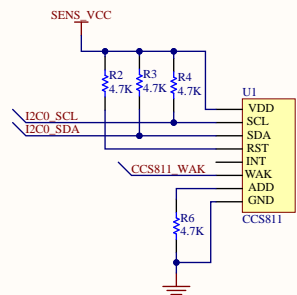 SENS_VCC
R2
4.7K
R3
4.7K
R4
4.7K
U1
I2C0_SCL
I2C0_SDA
VDD
SCL
SDA
RST
INT
CCS811_WAK
WAK
ADD
GND
R6
4.7K
CCS811